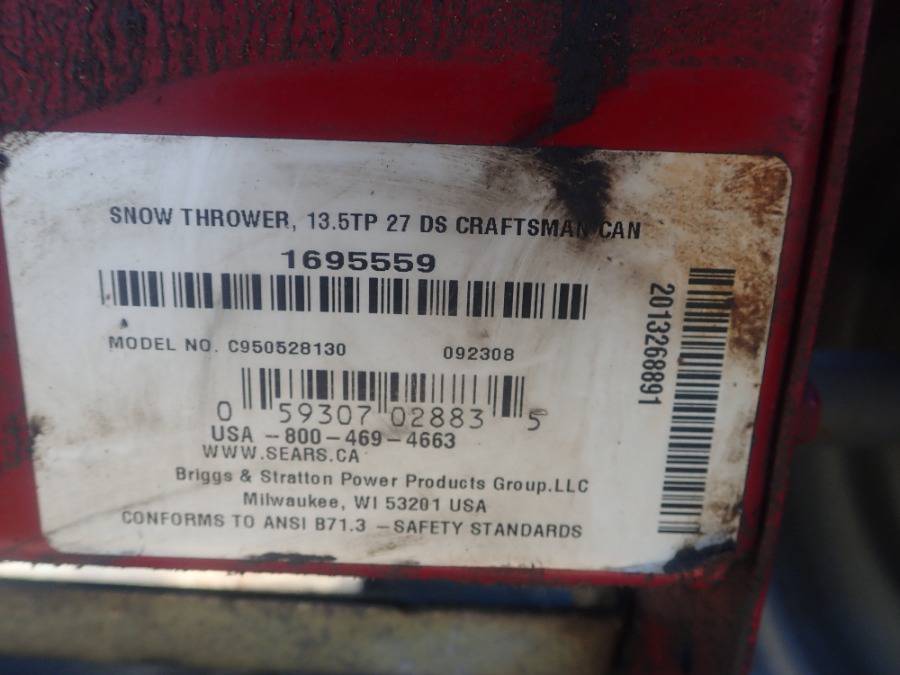 SNOW THROWER, 13.5TP 27 DS CRAFTSMAN CAN
1695559
MODEL NO. C950528130 092308
0 59307 02883 5
USA -800-469-4663
WWW.SEARS.CA
Briggs & Stratton Power Products Group.LLC
Milwaukee, WI 53201 USA
CONFORMS TO ANSI B71.3 -SAFETY STANDARDS
2013268891